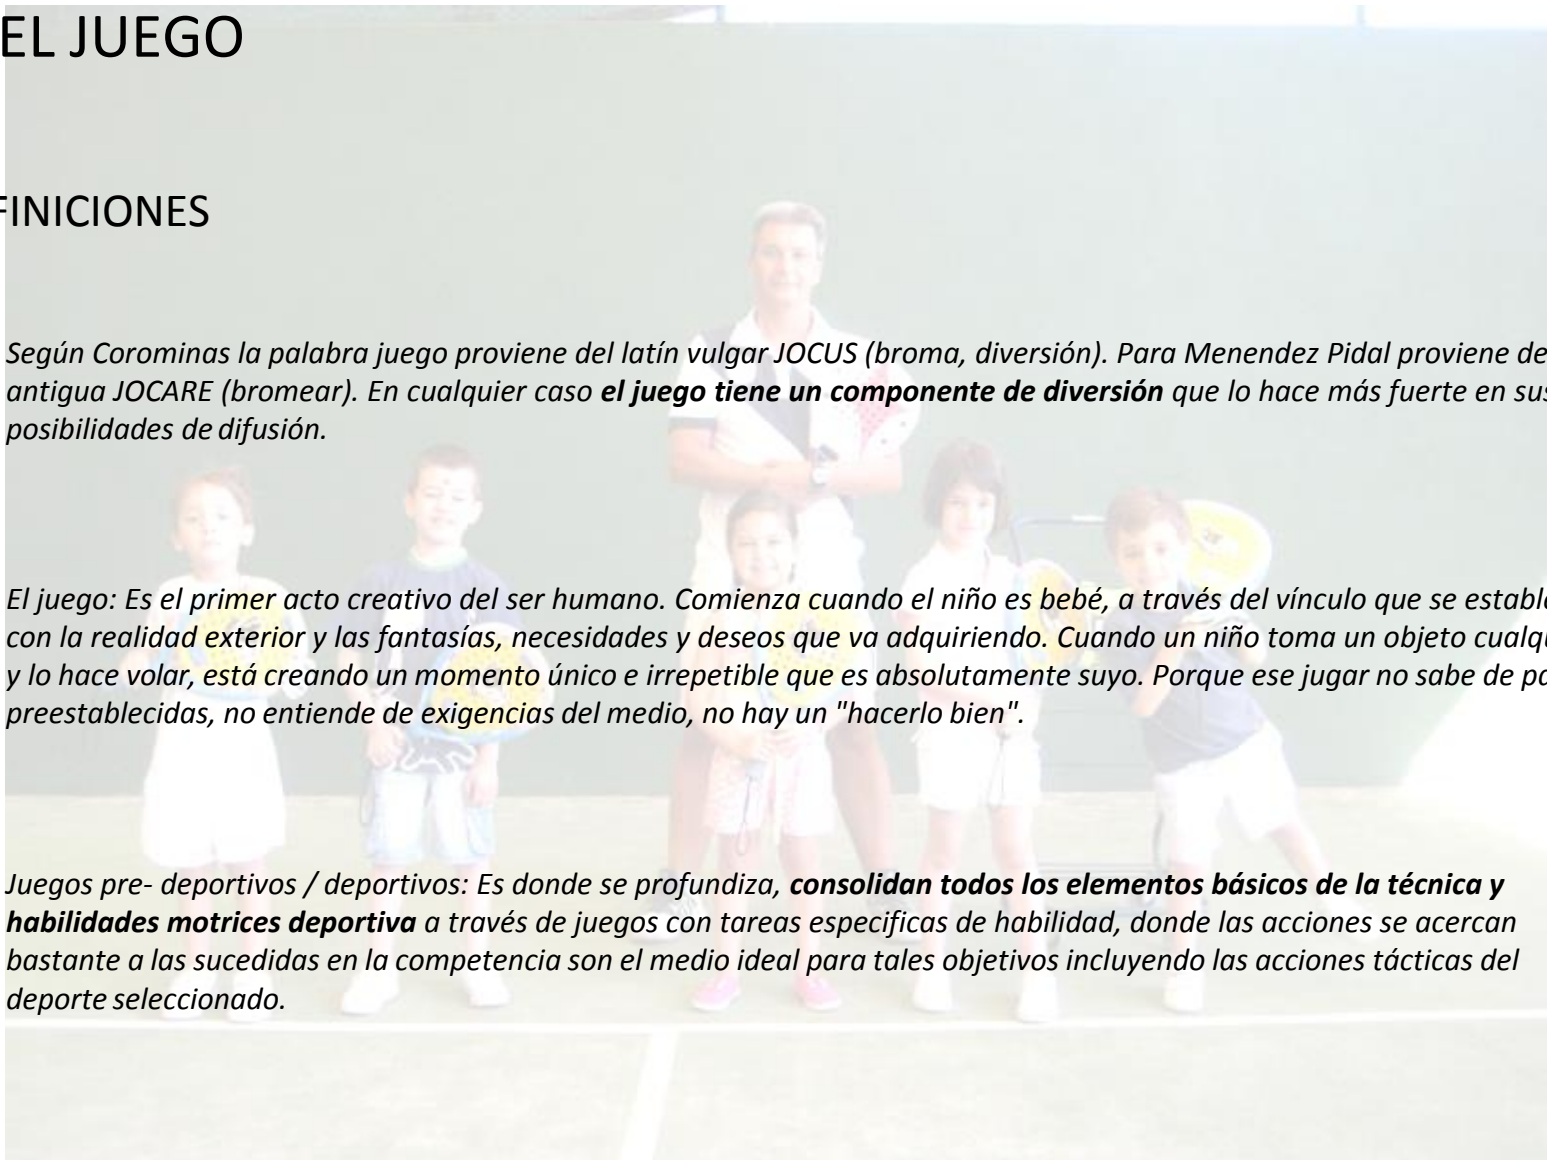 EL JUEGO
FINICIONES
Según Corominas la palabra juego proviene del latín vulgar JOCUS (broma, diversión). Para Menendez Pidal proviene de
antigua JOCARE (bromear). En cualquier caso el juego tiene un componente de diversión que lo hace más fuerte en sus
posibilidades de difusión.
El juego: Es el primer acto creativo del ser humano. Comienza cuando el niño es bebé, a través del vínculo que se establ
con la realidad exterior y las fantasías, necesidades y deseos que va adquiriendo. Cuando un niño toma un objeto cualqu
y lo hace volar, está creando un momento único e irrepetible que es absolutamente suyo. Porque ese jugar no sabe de pa
preestablecidas, no entiende de exigencias del medio, no hay un "hacerlo bien".
Juegos pre- deportivos / deportivos: Es donde se profundiza, consolidan todos los elementos básicos de la técnica y
habilidades motrices deportiva a través de juegos con tareas especificas de habilidad, donde las acciones se acercan
bastante a las sucedidas en la competencia son el medio ideal para tales objetivos incluyendo las acciones tácticas del
deporte seleccionado.